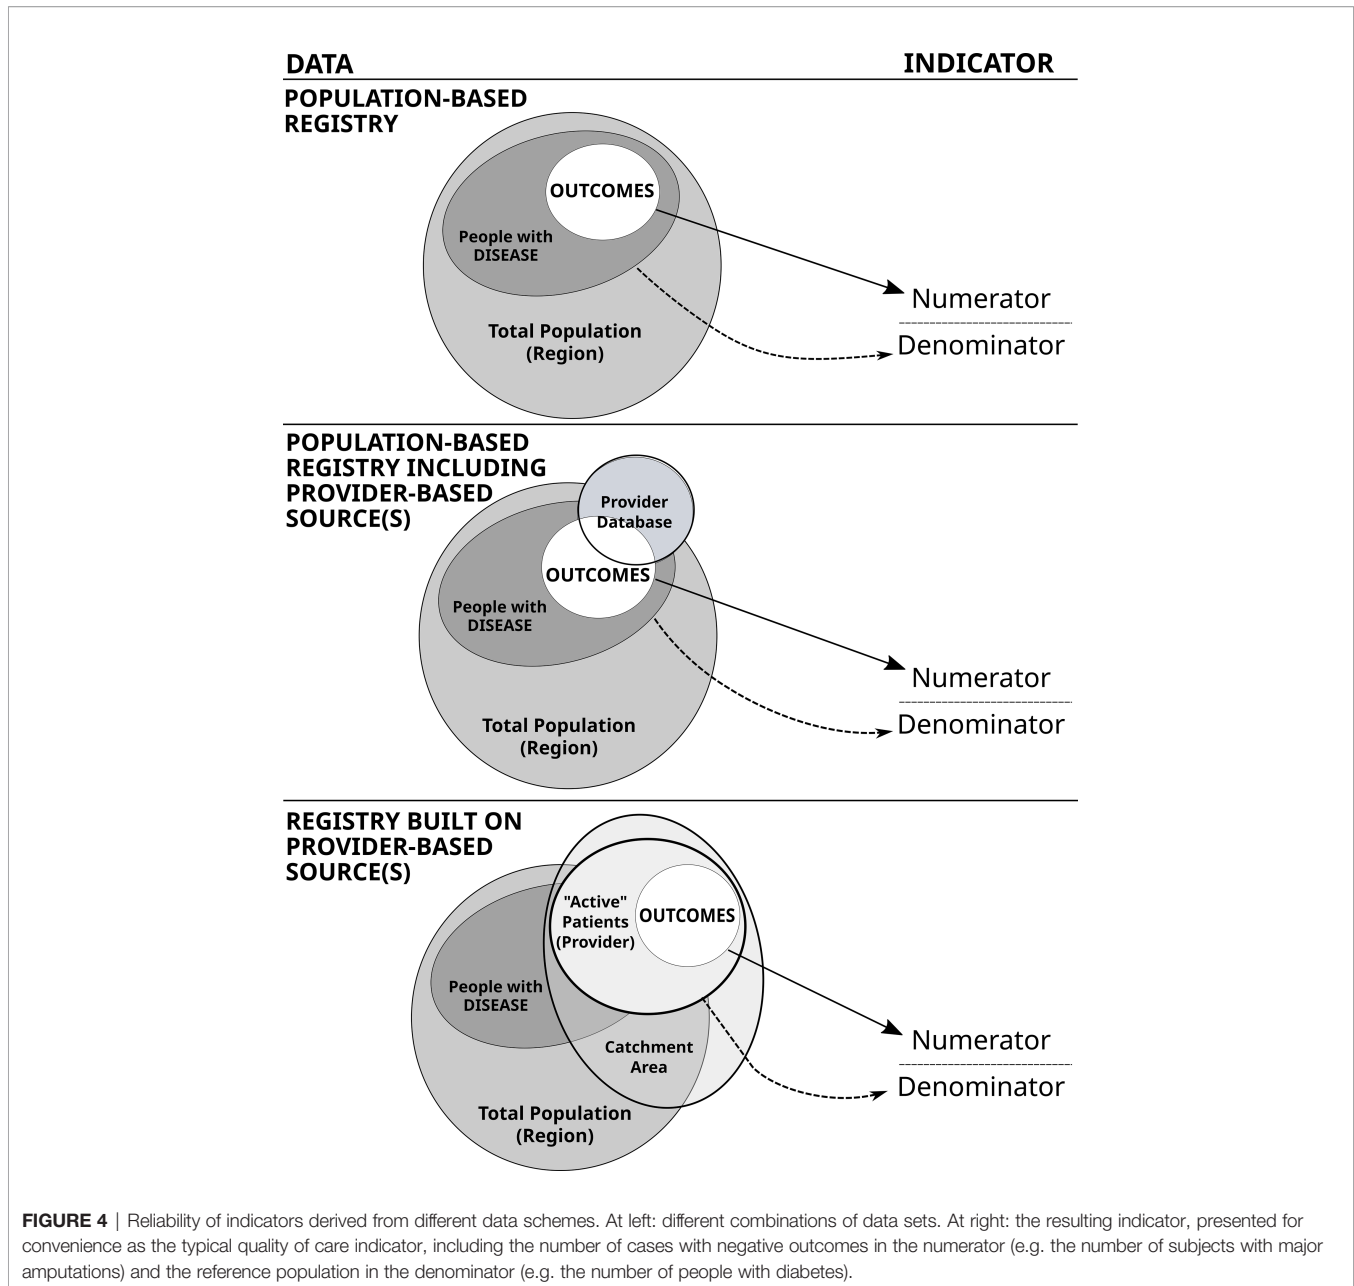 DATA
INDICATOR
POPULATION-BASED
REGISTRY
OUTCOMES
People with
DISEASE
Total Population
(Region)
Numerator
Denominator
POPULATION-BASED
REGISTRY INCLUDING
PROVIDER-BASED
SOURCE(S)
Provider
Database
OUTCOMES
People with
DISEASE
Total Population
(Region)
Numerator
Denominator
REGISTRY BUILT ON
PROVIDER-BASED
SOURCE(S)
"Active"
Patients
(Provider)
OUTCOMES
People with
DISEASE
Catchment
Area
Total Population
(Region)
Numerator
Denominator
FIGURE 4 | Reliability of indicators derived from different data schemes. At left: different combinations of data sets. At right: the resulting indicator, presented for
convenience as the typical quality of care indicator, including the number of cases with negative outcomes in the numerator (e.g. the number of subjects with major
amputations) and the reference population in the denominator (e.g. the number of people with diabetes).